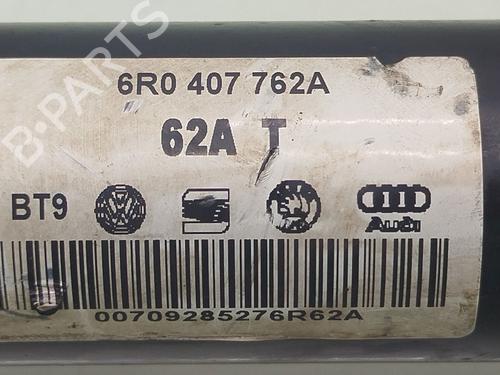 6R0 407 762A
62A T
BT9
Audi
00709285276R62A
B-PARTS